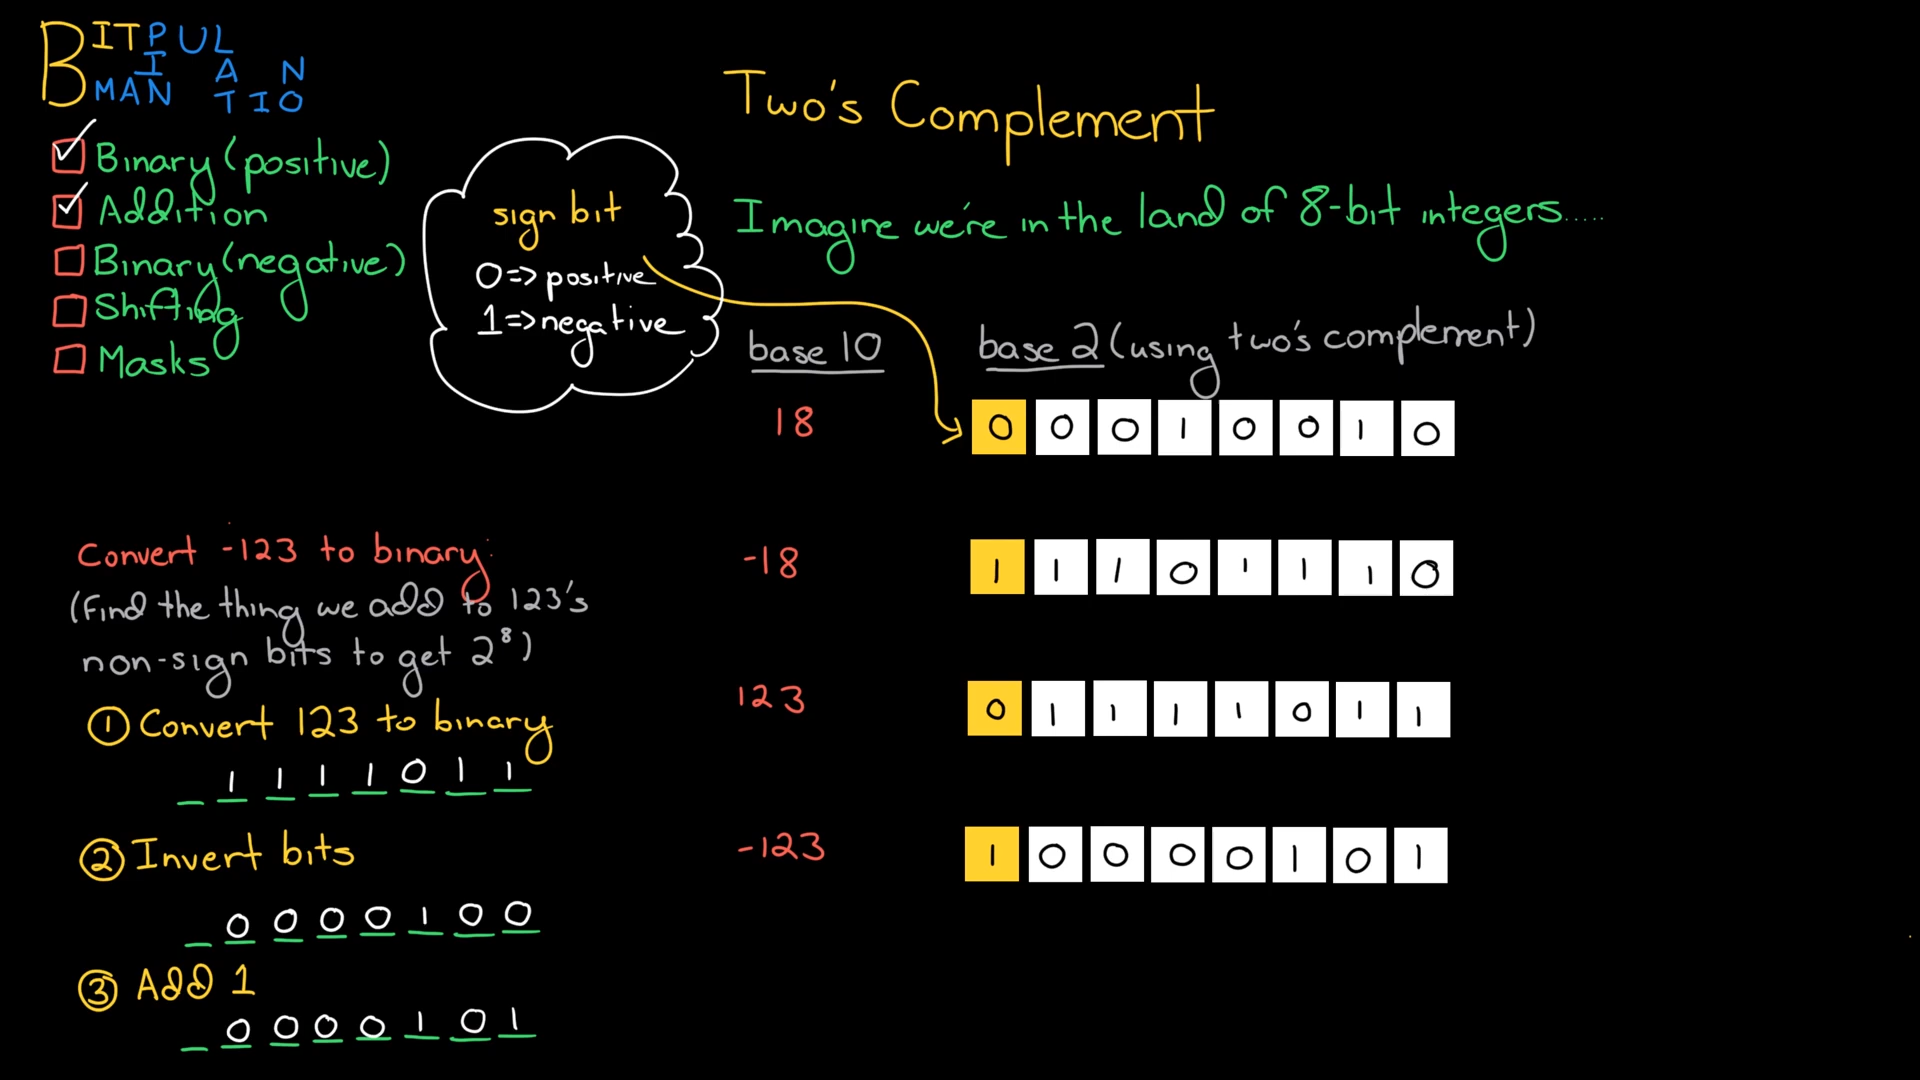 BIT MANIPULATION
Binary (positive)
Addition
Binary (negative)
Shifting
Masks
sign bit
0 => positive
1 => negative
Two's Complement
Imagine we're in the land of 8-bit integers.....
base 10 base 2 (using two's complement)
18 0 0 0 1 0 0 1 0
-18 1 1 1 0 1 1 1 0
123 0 1 1 1 1 0 1 1
-123 1 0 0 0 0 1 0 1
Convert -123 to binary:
(Find the thing we add to 123's
non-sign bits to get 2⁸)
① Convert 123 to binary
_ 1 1 1 1 0 1 1
② Invert bits
_ 0 0 0 0 1 0 0
③ Add 1
_ 0 0 0 0 1 0 1